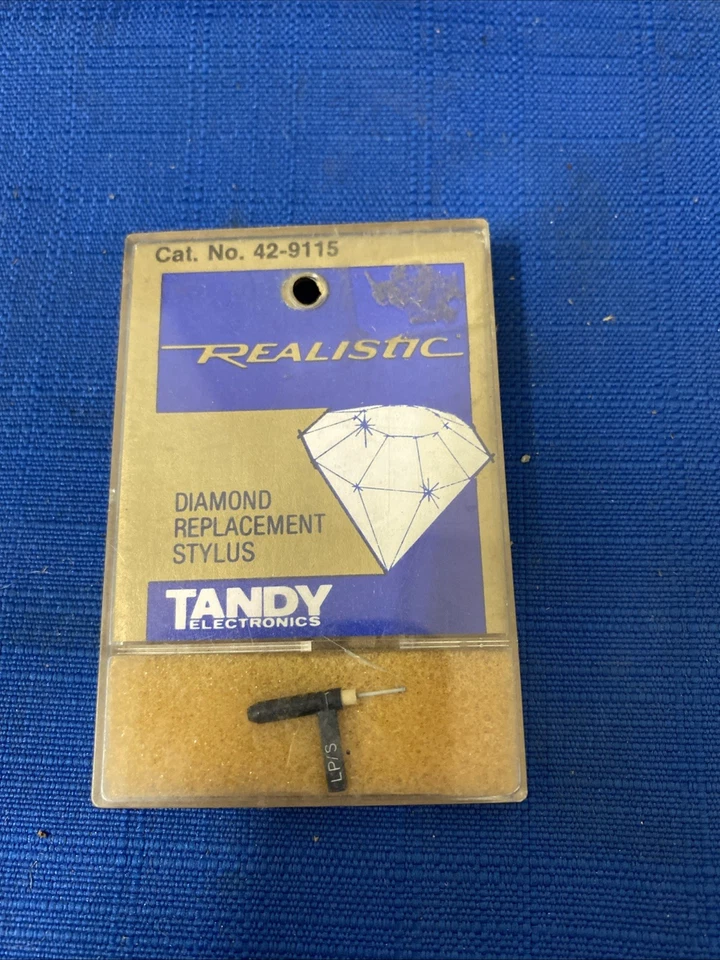 Cat. No. 42-9115
REALISTIC
DIAMOND
REPLACEMENT
STYLUS
TANDY
ELECTRONICS
LP/S